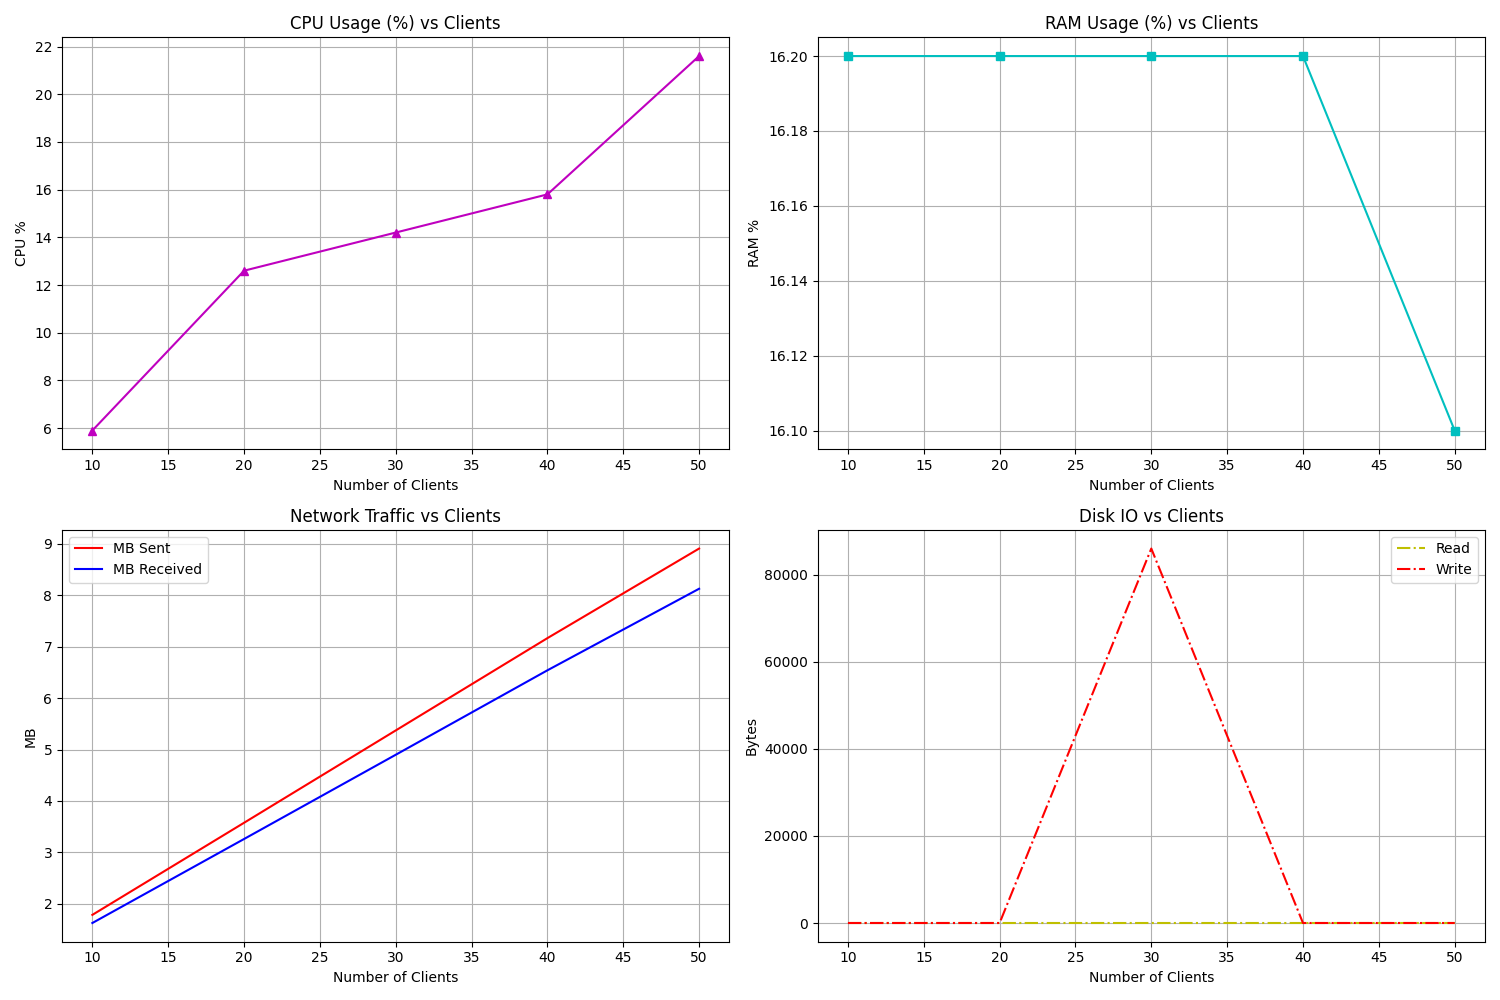 CPU Usage (%) vs Clients
22
20
18
16
14
12
10
8
6
CPU %
10 15 20 25 30 35 40 45 50
Number of Clients
RAM Usage (%) vs Clients
16.20
16.18
16.16
16.14
16.12
16.10
RAM %
10 15 20 25 30 35 40 45 50
Number of Clients
Network Traffic vs Clients
MB Sent
MB Received
9
8
7
6
5
4
3
2
MB
10 15 20 25 30 35 40 45 50
Number of Clients
Disk IO vs Clients
Read
Write
80000
60000
40000
20000
0
Bytes
10 15 20 25 30 35 40 45 50
Number of Clients